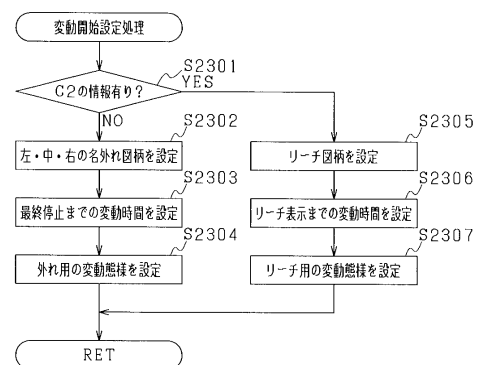 変動開始設定処理
S2301
C2の情報有り?
YES
NO
S2302
左・中・右の各外れ図柄を設定
S2303
最終停止までの変動時間を設定
S2304
外れ用の変動態様を設定
S2305
リーチ図柄を設定
S2306
リーチ表示までの変動時間を設定
S2307
リーチ用の変動態様を設定
RET